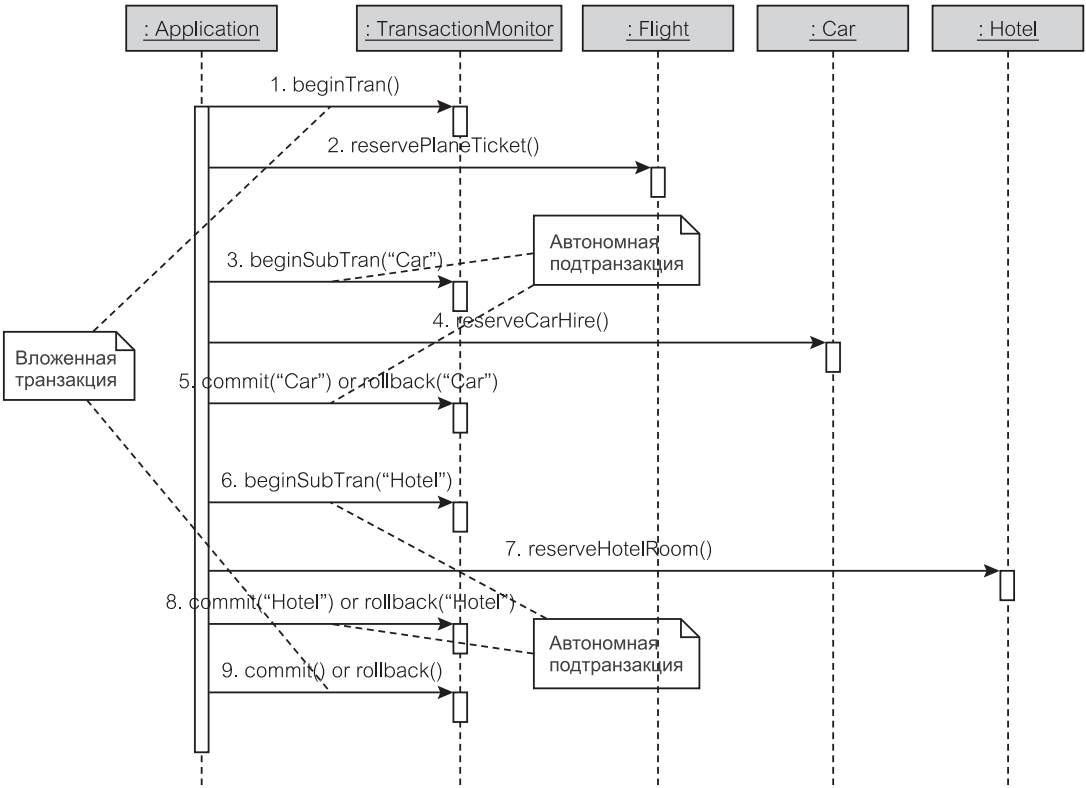 : Application
: TransactionMonitor
: Flight
: Car
: Hotel
1. beginTran()
2. reservePlaneTicket()
Автономная
подтранзакция
3. beginSubTran(“Car”)
4. reserveCarHire()
Вложенная
транзакция
5. commit(“Car”) or rollback(“Car”)
6. beginSubTran(“Hotel”)
7. reserveHotelRoom()
8. commit(“Hotel”) or rollback(“Hotel”)
Автономная
подтранзакция
9. commit() or rollback()